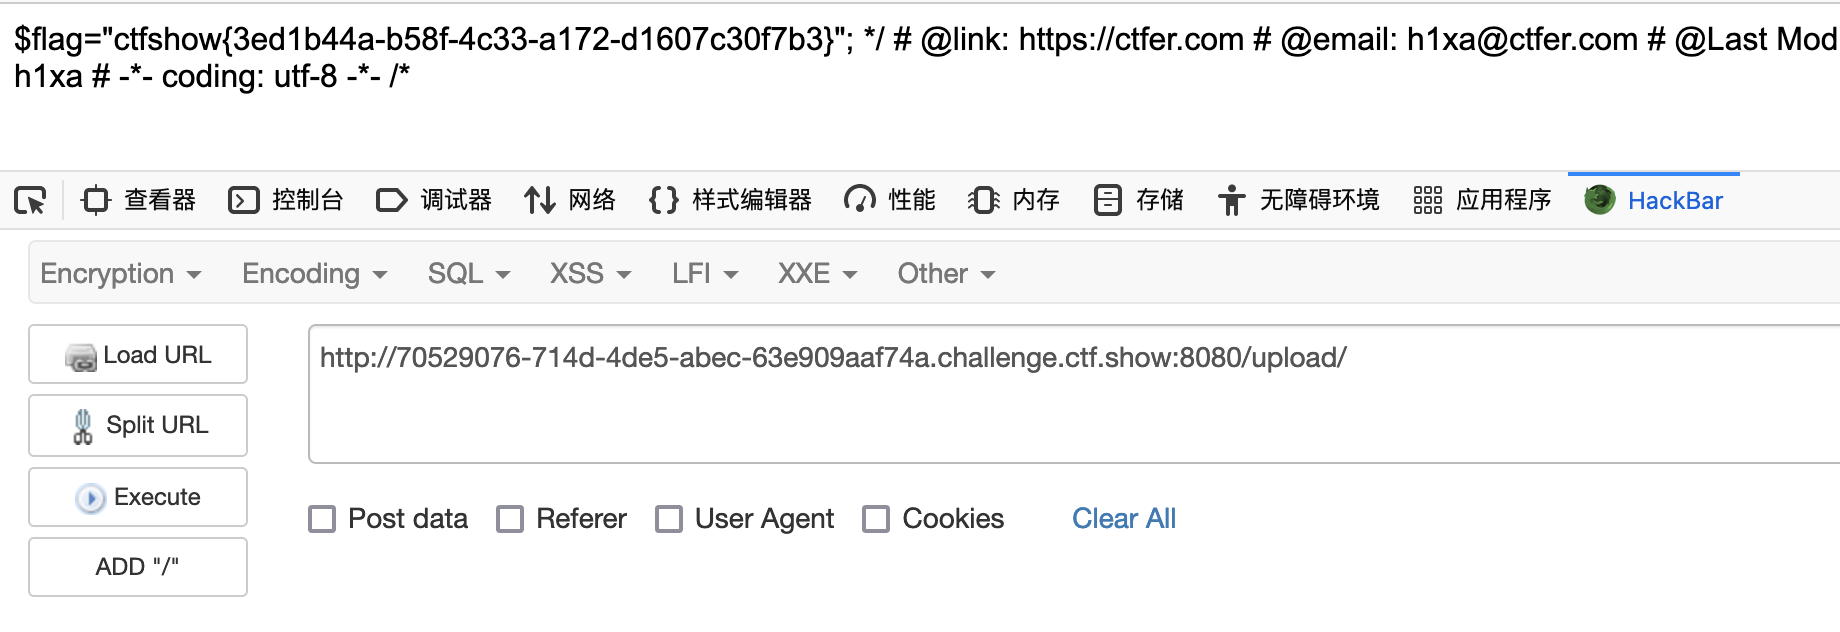 $flag="ctfshow{3ed1b44a-b58f-4c33-a172-d1607c30f7b3}"; */ # @link: https://ctfer.com # @email: h1xa@ctfer.com # @Last Mod
h1xa # -*- coding: utf-8 -*- /*
查看器 控制台 调试器 网络 样式编辑器 性能 内存 存储 无障碍环境 应用程序 HackBar
Encryption Encoding SQL XSS LFI XXE Other
Load URL
http://70529076-714d-4de5-abec-63e909aaf74a.challenge.ctf.show:8080/upload/
Split URL
Execute
Post data Referer User Agent Cookies Clear All
ADD "/"